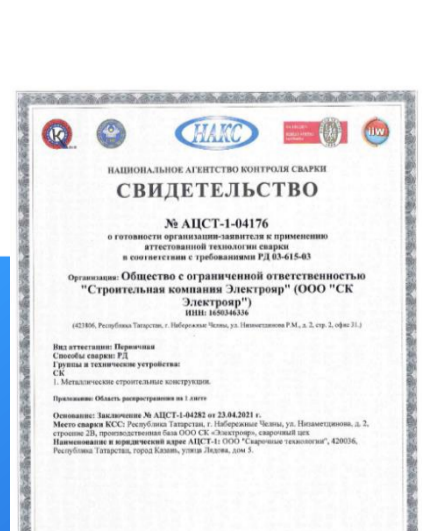 НАКС
iiw
НАЦИОНАЛЬНОЕ АГЕНТСТВО КОНТРОЛЯ СВАРКИ
СВИДЕТЕЛЬСТВО
№ АЦСТ-1-04176
о готовности организации-заявителя к применению
аттестованной технологии сварки
в соответствии с требованиями РД 03-615-03
Организация: Общество с ограниченной ответственностью
"Строительная компания Электрояр" (ООО "СК
Электрояр")
ИНН: 1650346336
(423806, Республика Татарстан, г. Набережные Челны, ул. Низаметдинова Р.М., д. 2, стр. 2, офис 31.)
Вид аттестации: Первичная
Способы сварки: РД
Группы и технические устройства:
СК
1. Металлические строительные конструкции.
Приложение: Область распространения на 1 листе
Основание: Заключение № АЦСТ-1-04282 от 23.04.2021 г.
Место сварки КСС: Республика Татарстан, г. Набережные Челны, ул. Низаметдинова, д. 2,
строение 2В, производственная база ООО СК «Электрояр», сварочный цех
Наименование и юридический адрес АЦСТ-1: ООО "Сварочные технологии", 420036,
Республика Татарстан, город Казань, улица Лядова, дом 5.